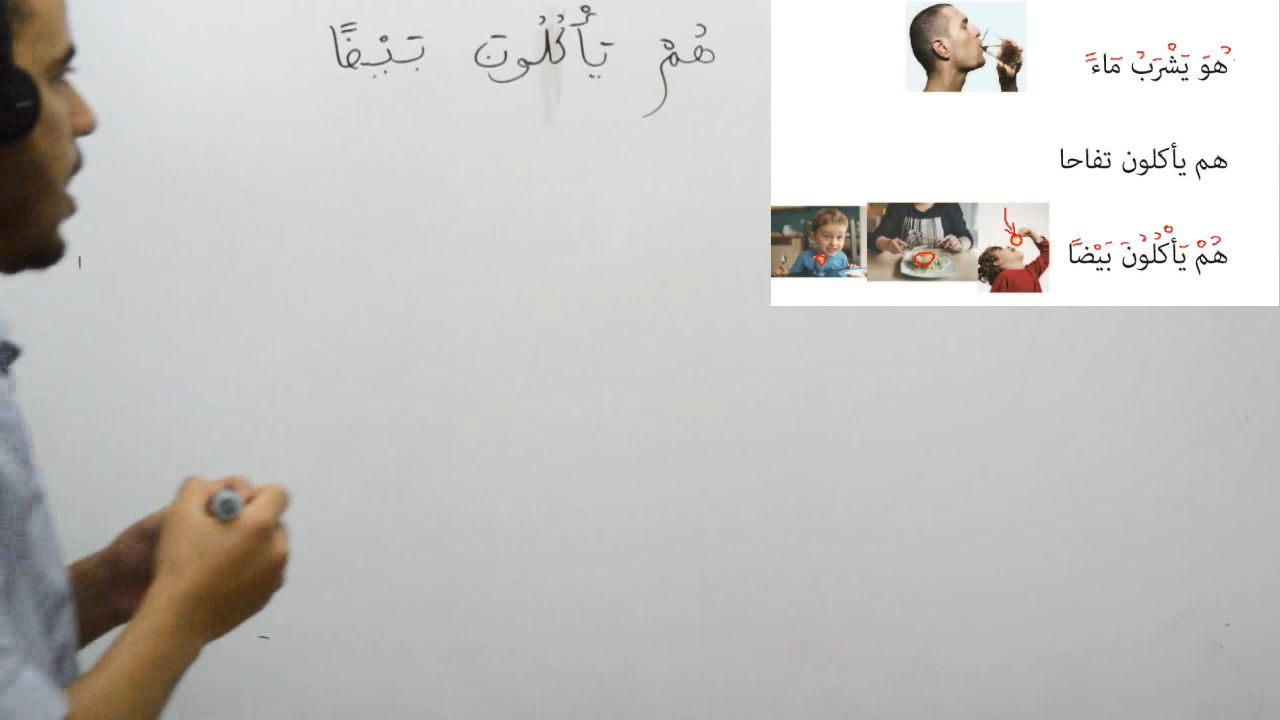 هُمْ يَأْكُلُونَ بَيْضًا
هُوَ يَشْرَبُ مَاءً
هم يأكلون تفاحا
هُمْ يَأْكُلُونَ بَيْضًا